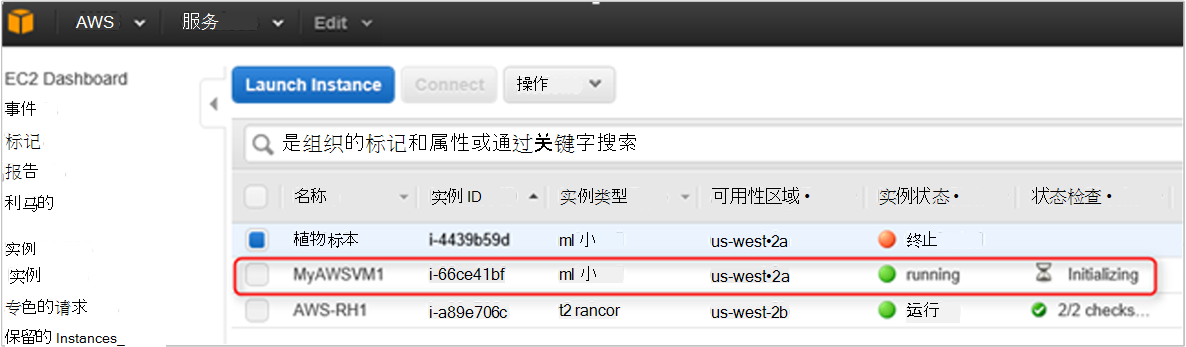 AWS 服务 Edit
EC2 Dashboard
事件
标记
报告
利马的
实例
实例
专色的请求
保留的 Instances_
Launch Instance Connect 操作
是组织的标记和属性或通过关键字搜索
名称 实例 ID 实例类型 可用性区域 • 实例状态 • 状态检查 •
植物标本 i-4439b59d ml 小 us-west•2a 终止
MyAWSVM1 i-66ce41bf ml 小 us-west•2a running Initializing
AWS-RH1 i-a89e706c t2 rancor us-west-2b 运行 2/2 checks...